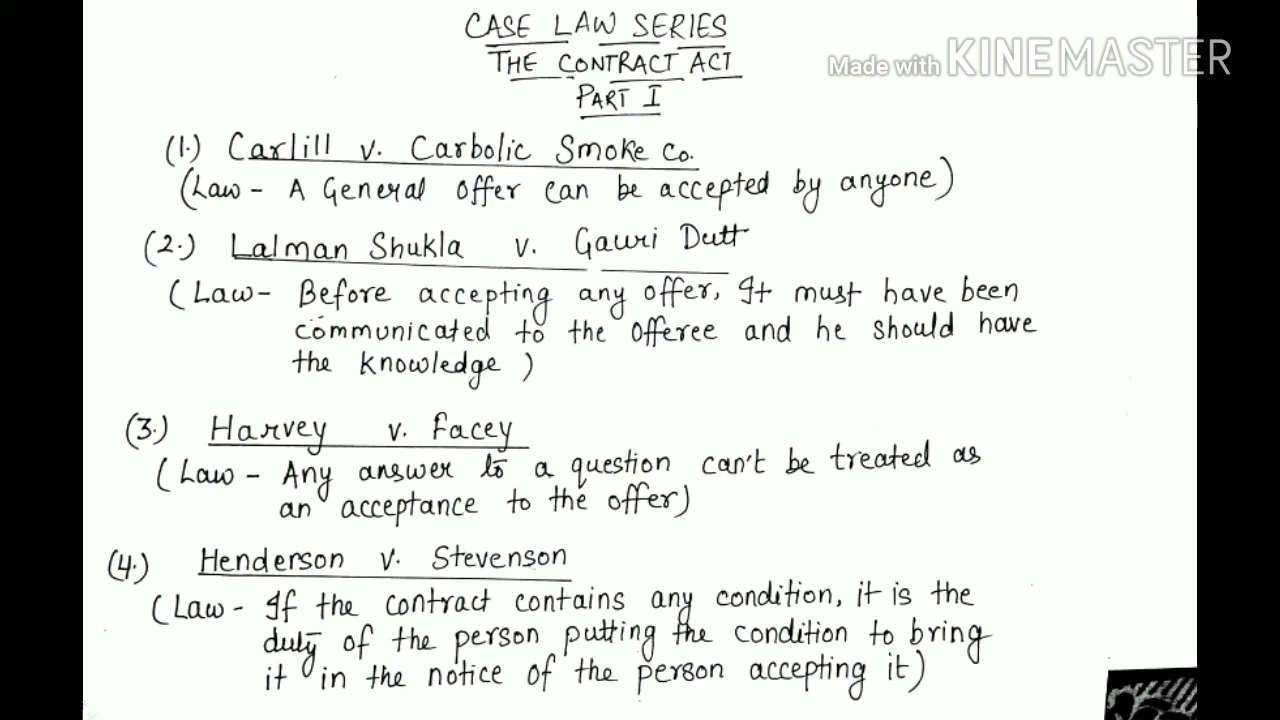 CASE LAW SERIES
THE CONTRACT ACT
PART I
Made with KINEMASTER
(1.) Carlill v. Carbolic Smoke Co.
(Law - A General offer can be accepted by anyone)
(2.) Lalman Shukla v. Gauri Dutt
(Law - Before accepting any offer, It must have been
communicated to the offeree and he should have
the knowledge)
(3.) Harvey v. Facey
(Law - Any answer to a question can't be treated as
an acceptance to the offer)
(4.) Henderson v. Stevenson
(Law - If the contract contains any condition, it is the
duty of the person putting the condition to bring
it in the notice of the person accepting it)